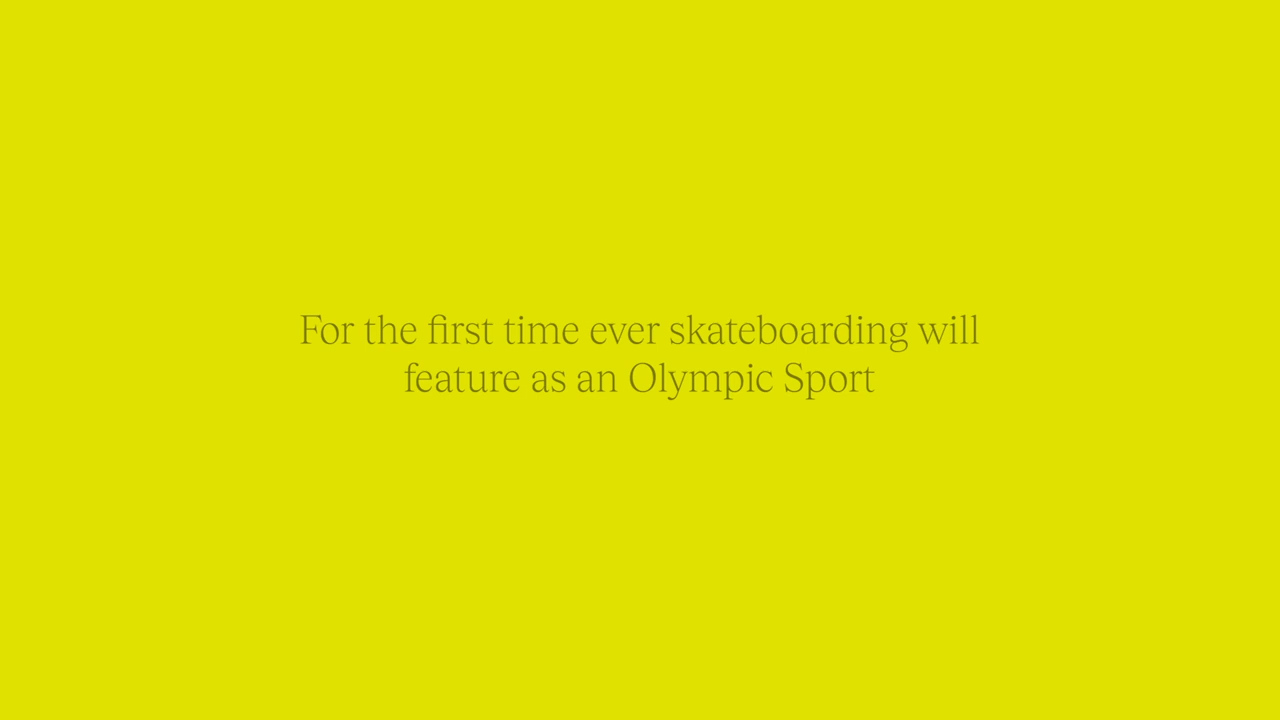 For the first time ever skateboarding will
feature as an Olympic Sport